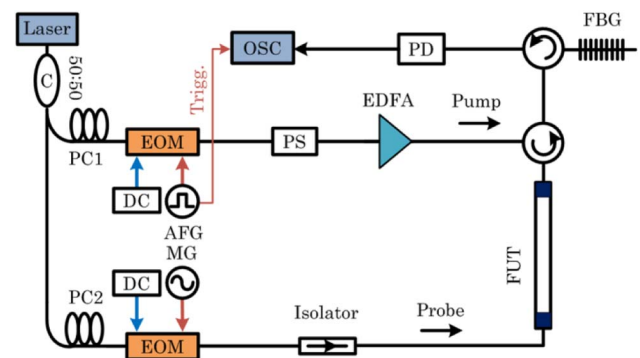 Laser
C
50:50
PC1
EOM
DC
AFG
MG
Trigg.
OSC
PD
FBG
PS
EDFA
Pump
FUT
PC2
DC
EOM
Isolator
Probe